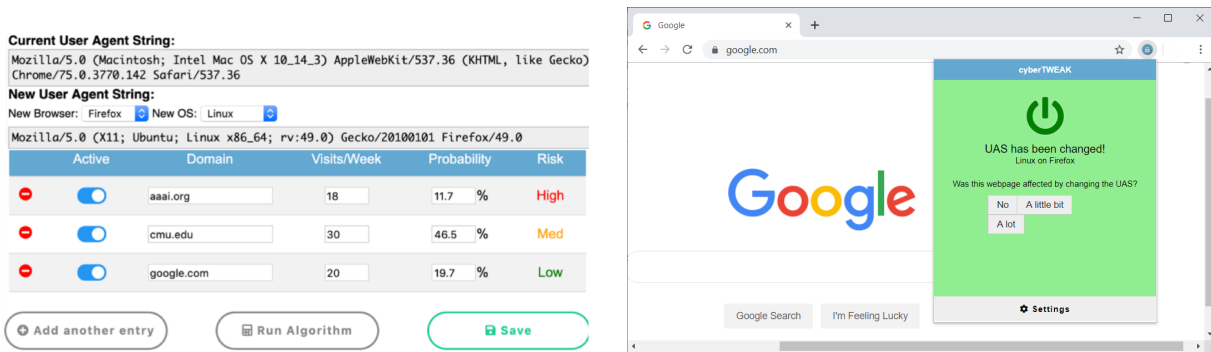 Current User Agent String:
Mozilla/5.0 (Macintosh; Intel Mac OS X 10_14_3) AppleWebKit/537.36 (KHTML, like Gecko)
Chrome/75.0.3770.142 Safari/537.36
New User Agent String:
New Browser: Firefox New OS: Linux
Mozilla/5.0 (X11; Ubuntu; Linux x86_64; rv:49.0) Gecko/20100101 Firefox/49.0
Active Domain Visits/Week Probability Risk
aaai.org 18 11.7 % High
cmu.edu 30 46.5 % Med
google.com 20 19.7 % Low
Add another entry Run Algorithm Save
Google
google.com
cyberTWEAK
UAS has been changed!
Linux on Firefox
Was this webpage affected by changing the UAS?
No A little bit
A lot
Settings
Google
Google Search I'm Feeling Lucky